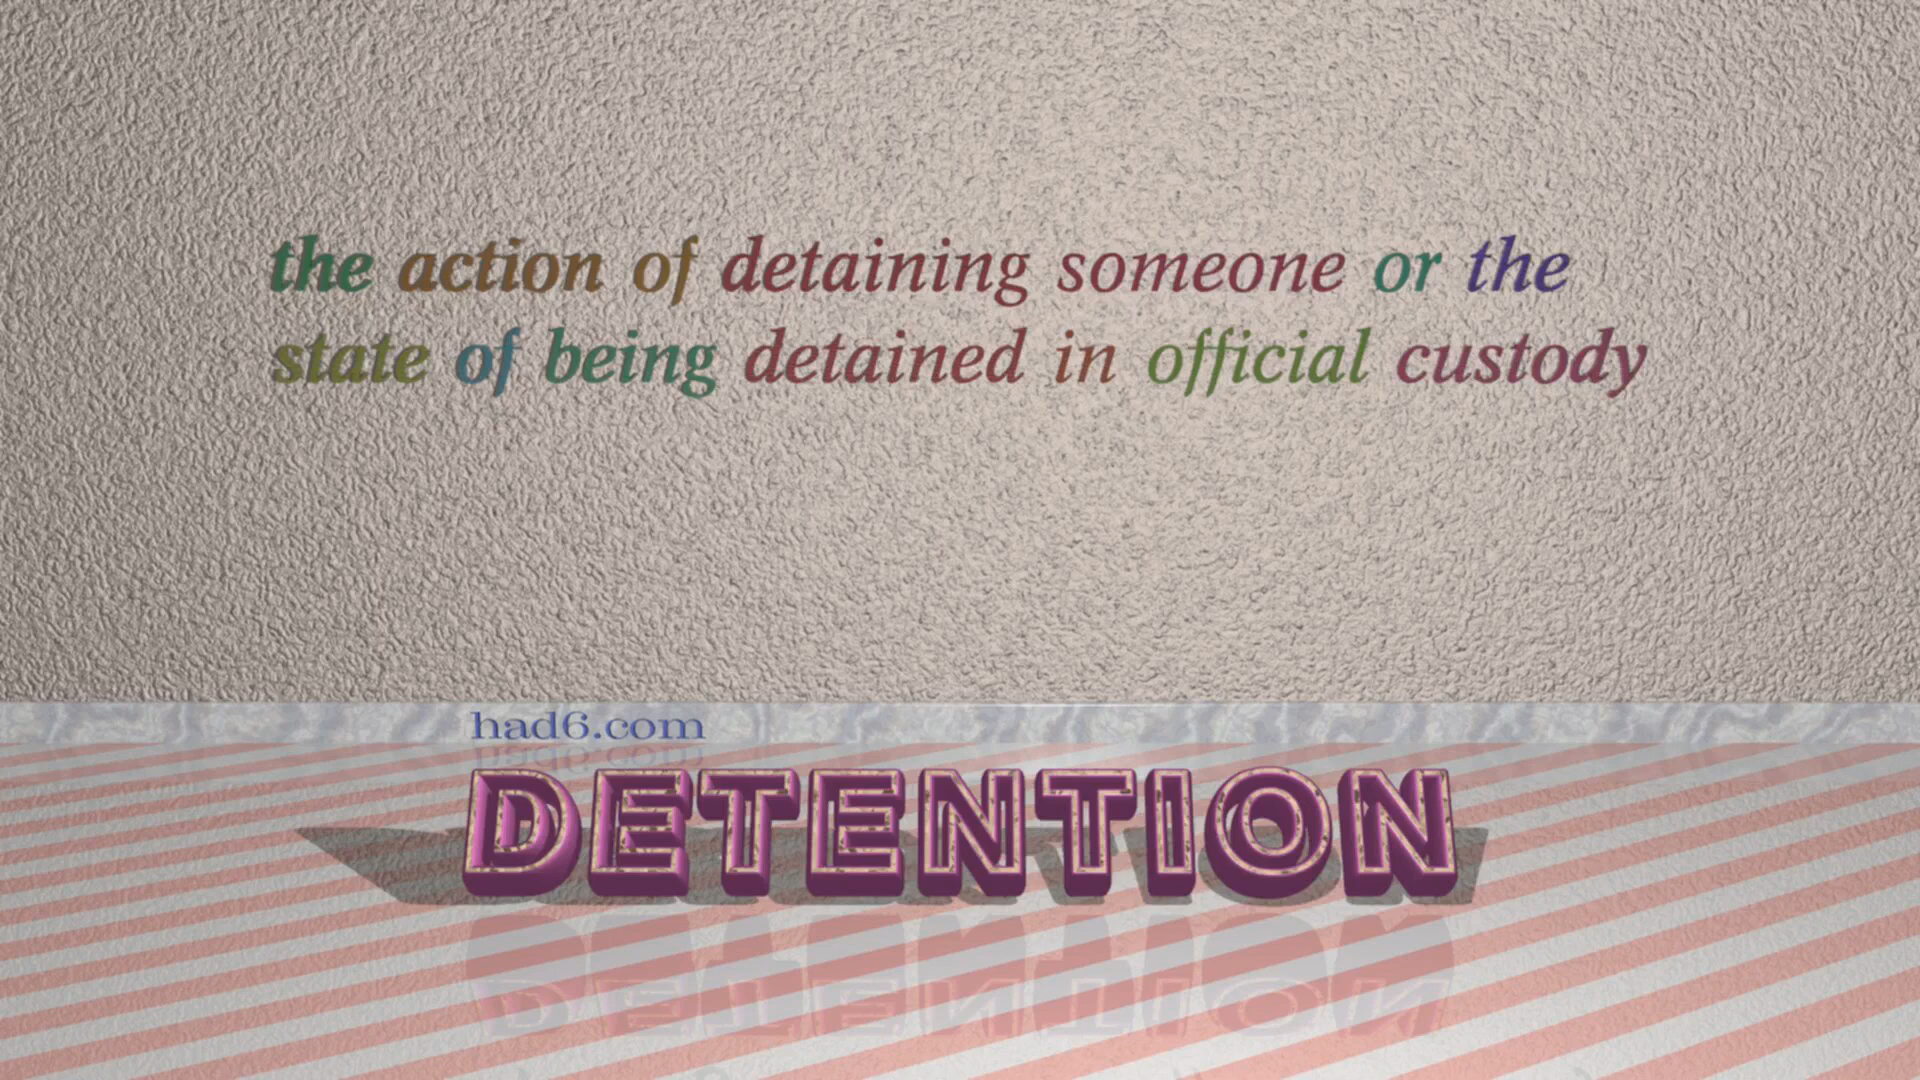 the action of detaining someone or the
state of being detained in official custody
had6.com
DETENTION